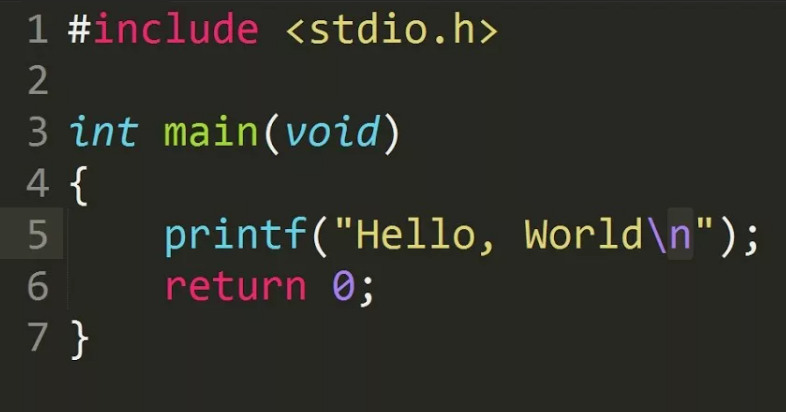 1 #include <stdio.h>
2
3 int main(void)
4 {
5     printf("Hello, World\n");
6     return 0;
7 }